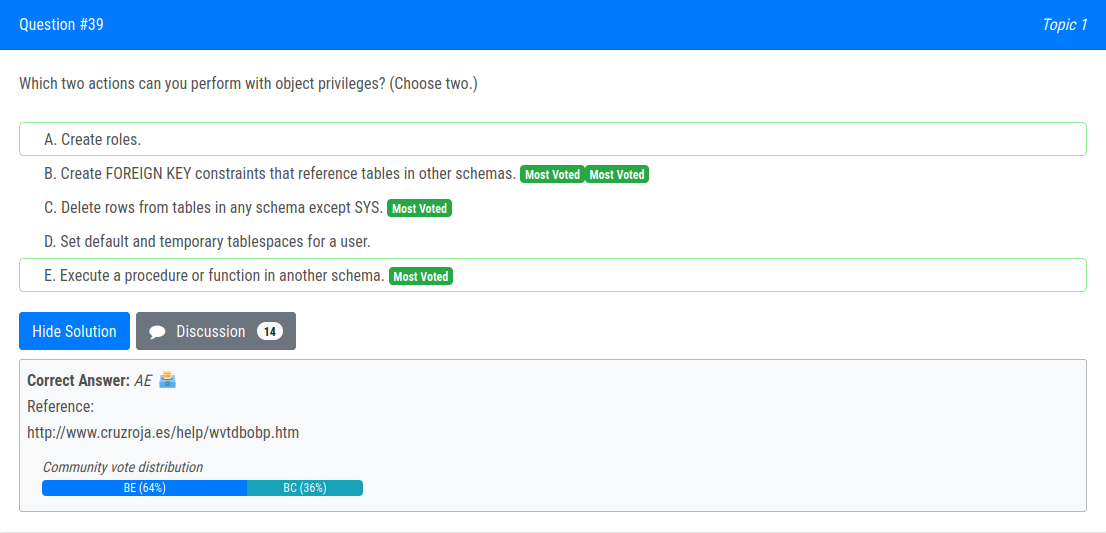 Question #39 Topic 1
Which two actions can you perform with object privileges? (Choose two.)
A. Create roles.
B. Create FOREIGN KEY constraints that reference tables in other schemas. Most Voted Most Voted
C. Delete rows from tables in any schema except SYS. Most Voted
D. Set default and temporary tablespaces for a user.
E. Execute a procedure or function in another schema. Most Voted
Hide Solution Discussion 14
Correct Answer: AE
Reference:
http://www.cruzroja.es/help/wvtdbobp.htm
Community vote distribution
BE (64%) BC (36%)